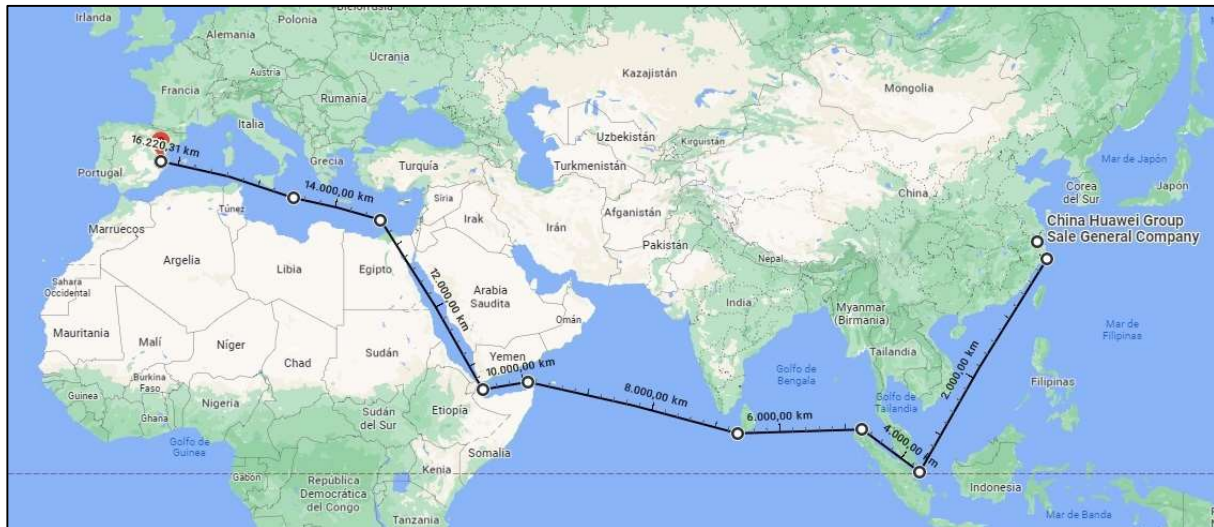 Irlanda
Polonia
Alemania
Ucrania
Austria
Francia
Rumanía
Italia
Kazajistán
Mongolia
Uzbekistán
Kirguistán
Turkmenistán
16.220,31 km
Portugal
Grecia
Turquía
Mar de Japón
Corea
del Sur
Japón
China
14.000,00 km
Túnez
Marruecos
Siria
Irak
Irán
Afganistán
Pakistán
Nepal
China Huawei Group
Sale General Company
Argelia
Libia
Egipto
12.000,00 km
Arabia
Saudita
Sahara
Occidental
Omán
India
Myanmar
(Birmania)
Mauritania
Malí
Níger
Chad
Sudán
Yemen
10.000,00 km
Golfo de
Bengala
Tailandia
Mar de
Filipinas
Burkina
Faso
Guinea
Ghana
Nigeria
Etiopía
8.000,00 km
6.000,00 km
Golfo de
Tailandia
2.000,00 km
Filipinas
Sudán
del Sur
Golfo de
Guinea
Somalia
4.000,00 km
Gabón
Kenia
República
Democrática
del Congo
Tanzania
Indonesia
Mar de Banda